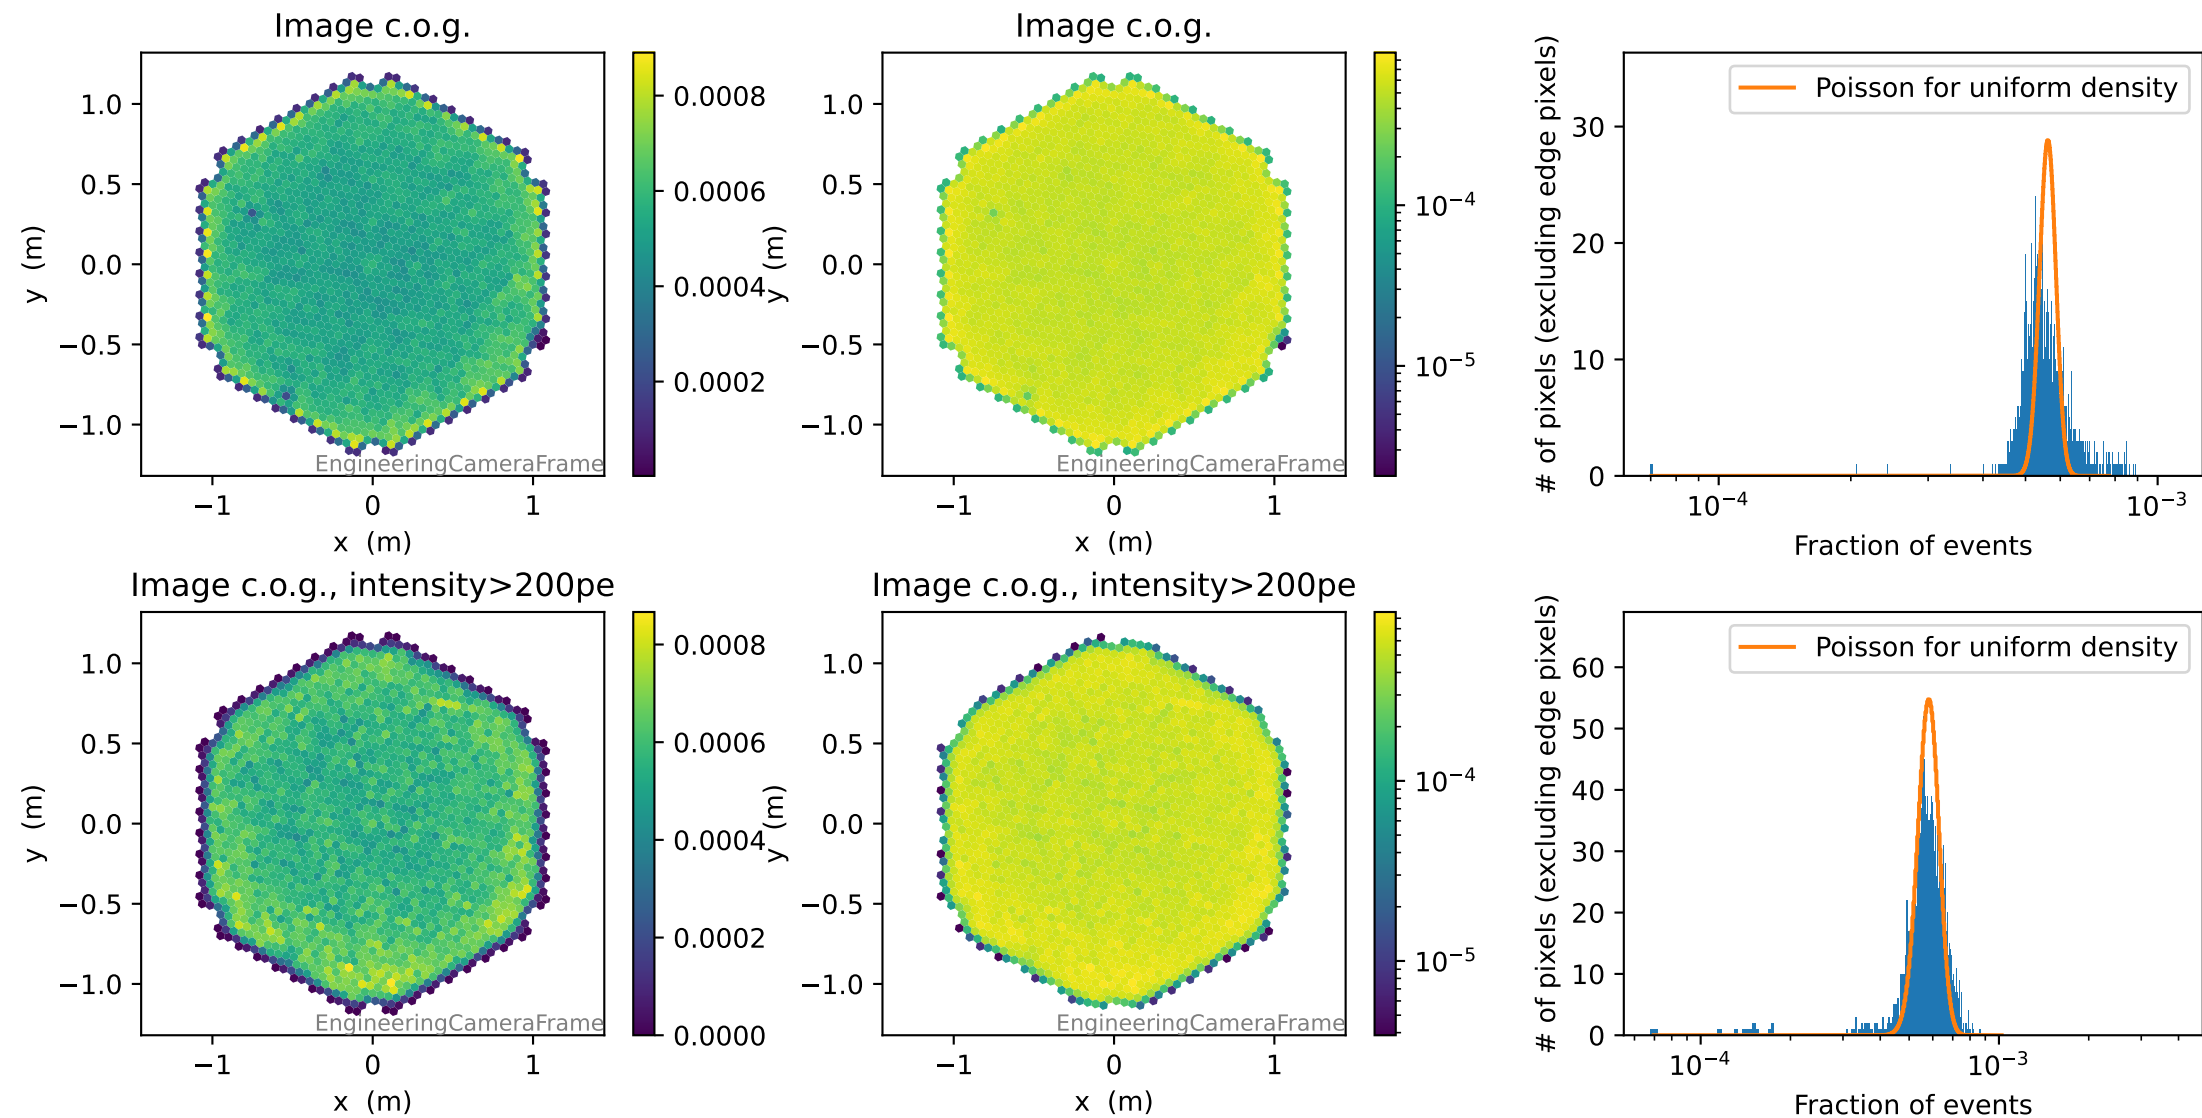 Image c.o.g.
1.0
0.5
0.0
−0.5
−1.0
y (m)
−1
0
1
x (m)
EngineeringCameraFrame
0.0008
0.0006
0.0004
0.0002
Image c.o.g.
1.0
0.5
0.0
−0.5
−1.0
y (m)
−1
0
1
x (m)
EngineeringCameraFrame
10⁻⁴
10⁻⁵
Poisson for uniform density
30
20
10
0
# of pixels (excluding edge pixels)
10⁻⁴
10⁻³
Fraction of events
Image c.o.g., intensity>200pe
1.0
0.5
0.0
−0.5
−1.0
y (m)
−1
0
1
x (m)
EngineeringCameraFrame
0.0008
0.0006
0.0004
0.0002
0.0000
Image c.o.g., intensity>200pe
1.0
0.5
0.0
−0.5
−1.0
y (m)
−1
0
1
x (m)
EngineeringCameraFrame
10⁻⁴
10⁻⁵
Poisson for uniform density
60
50
40
30
20
10
0
# of pixels (excluding edge pixels)
10⁻⁴
10⁻³
Fraction of events